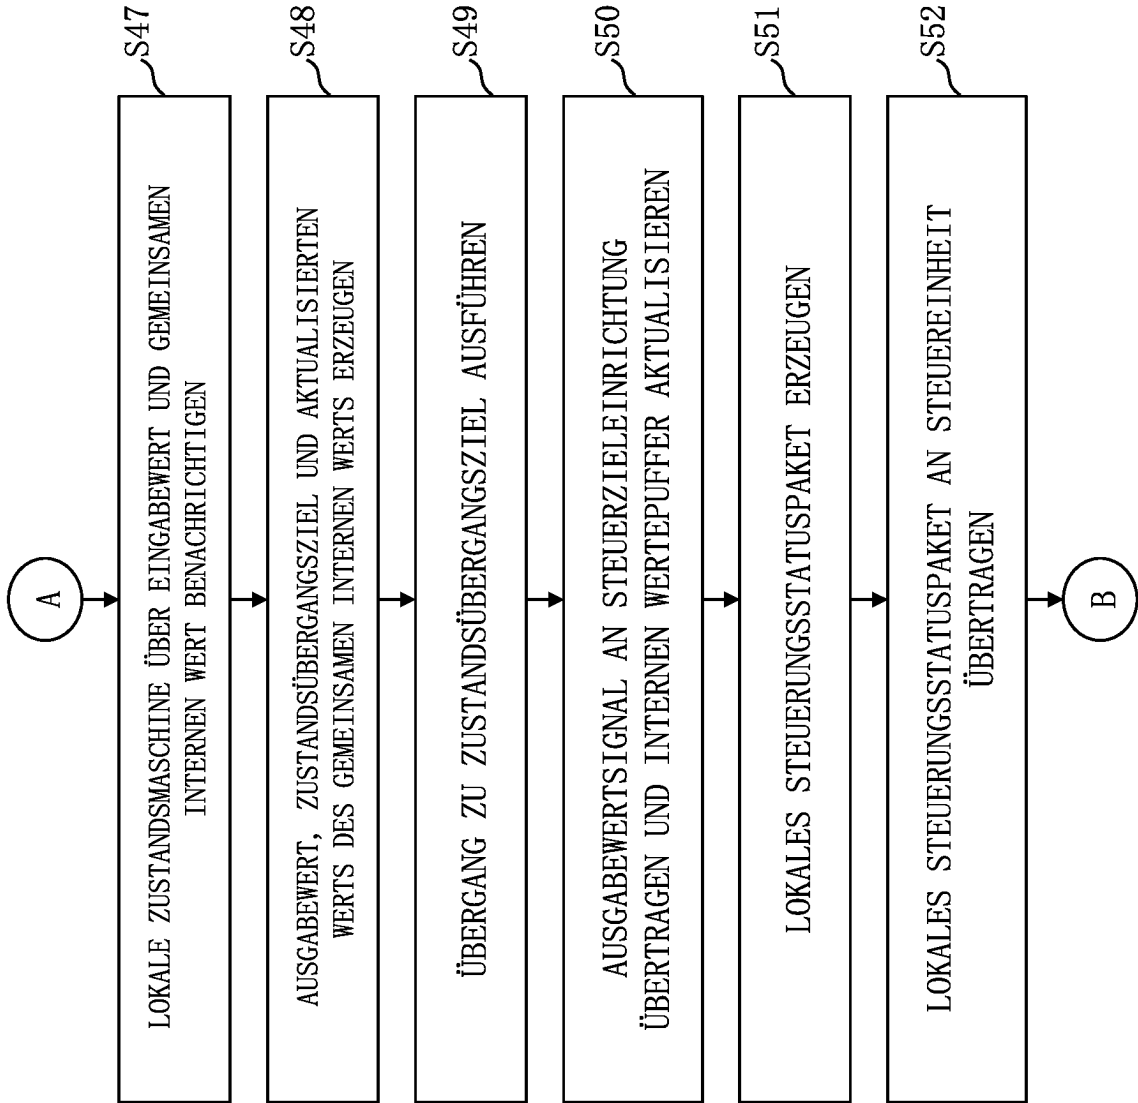 A
S47
LOKALE ZUSTANDSMASCHINE ÜBER EINGABEWERT UND GEMEINSAMEN
INTERNEN WERT BENACHRICHTIGEN
S48
AUSGABEWERT, ZUSTANDSÜBERGANGSZIEL UND AKTUALISIERTEN
WERTS DES GEMEINSAMEN INTERNEN WERTS ERZEUGEN
S49
ÜBERGANG ZU ZUSTANDSÜBERGANGSZIEL AUSFÜHREN
S50
AUSGABEWERTSIGNAL AN STEUERZIELEINRICHTUNG
ÜBERTRAGEN UND INTERNEN WERTEPUFFER AKTUALISIEREN
S51
LOKALES STEUERUNGSSTATUSPAKET ERZEUGEN
S52
LOKALES STEUERUNGSSTATUSPAKET AN STEUEREINHEIT
ÜBERTRAGEN
B